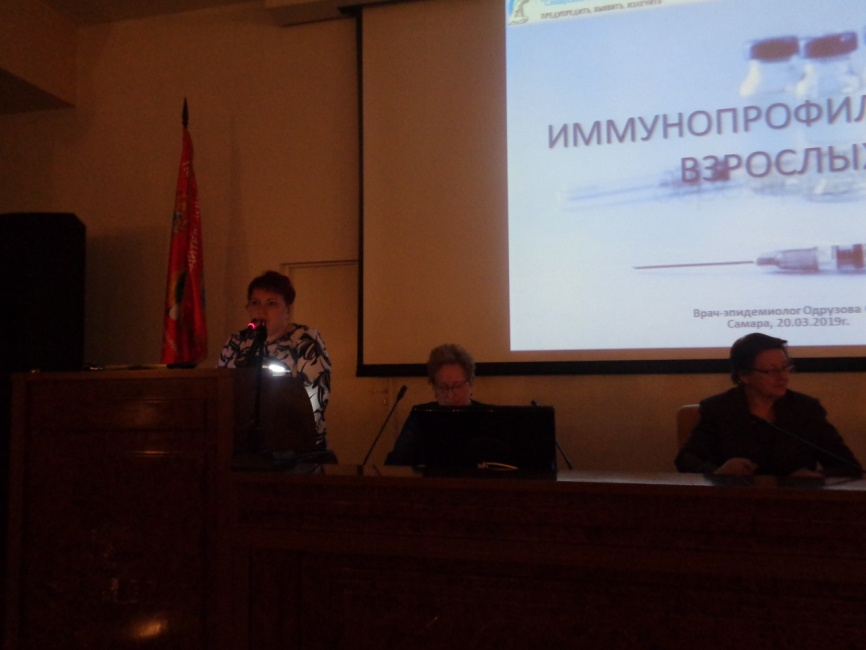 ПРЕДУПРЕДИТЬ, ВЫЯВИТЬ, ИЗЛЕЧИТЬ
ИММУНОПРОФИЛ
ВЗРОСЛЫХ
Врач-эпидемиолог Одрузова
Самара, 20.03.2019г.